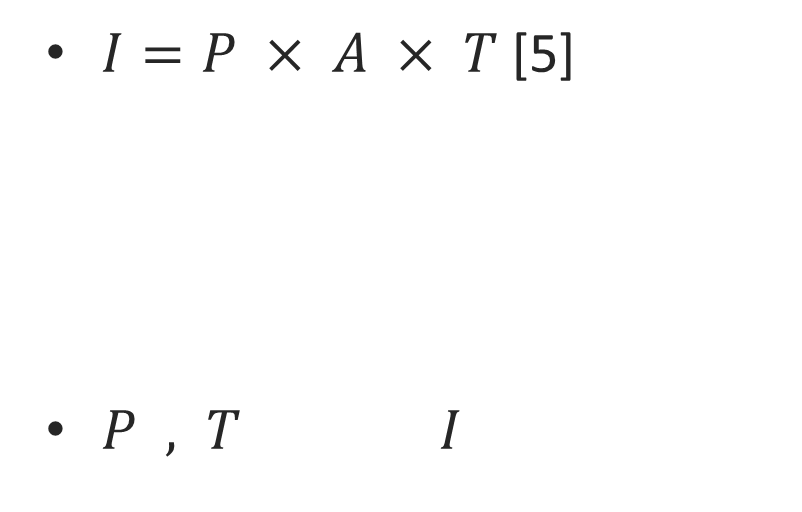 • I = P × A × T [5]
• P , T I